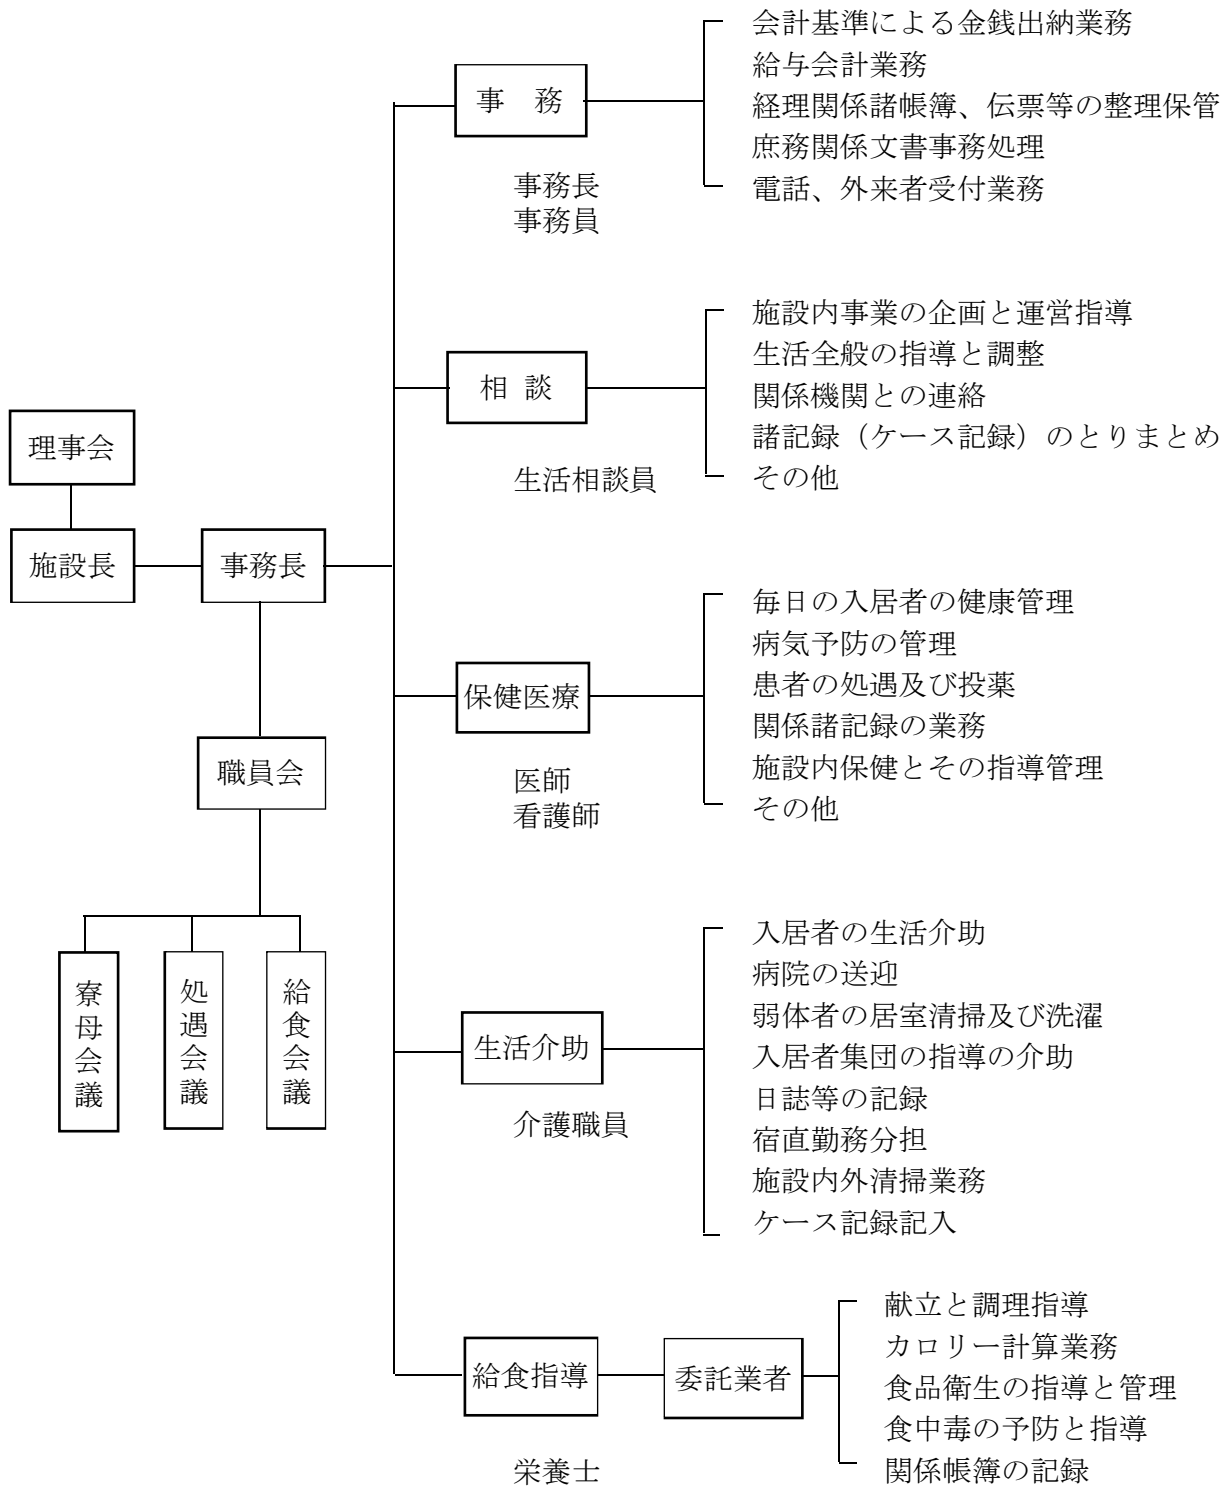 理事会
施設長
事務長
職員会
寮母会議
処遇会議
給食会議
事　務
事務長
事務員
会計基準による金銭出納業務
給与会計業務
経理関係諸帳簿、伝票等の整理保管
庶務関係文書事務処理
電話、外来者受付業務
相 談
生活相談員
施設内事業の企画と運営指導
生活全般の指導と調整
関係機関との連絡
諸記録（ケース記録）のとりまとめ
その他
保健医療
医師
看護師
毎日の入居者の健康管理
病気予防の管理
患者の処遇及び投薬
関係諸記録の業務
施設内保健とその指導管理
その他
生活介助
介護職員
入居者の生活介助
病院の送迎
弱体者の居室清掃及び洗濯
入居者集団の指導の介助
日誌等の記録
宿直勤務分担
施設内外清掃業務
ケース記録記入
給食指導
栄養士
委託業者
献立と調理指導
カロリー計算業務
食品衛生の指導と管理
食中毒の予防と指導
関係帳簿の記録